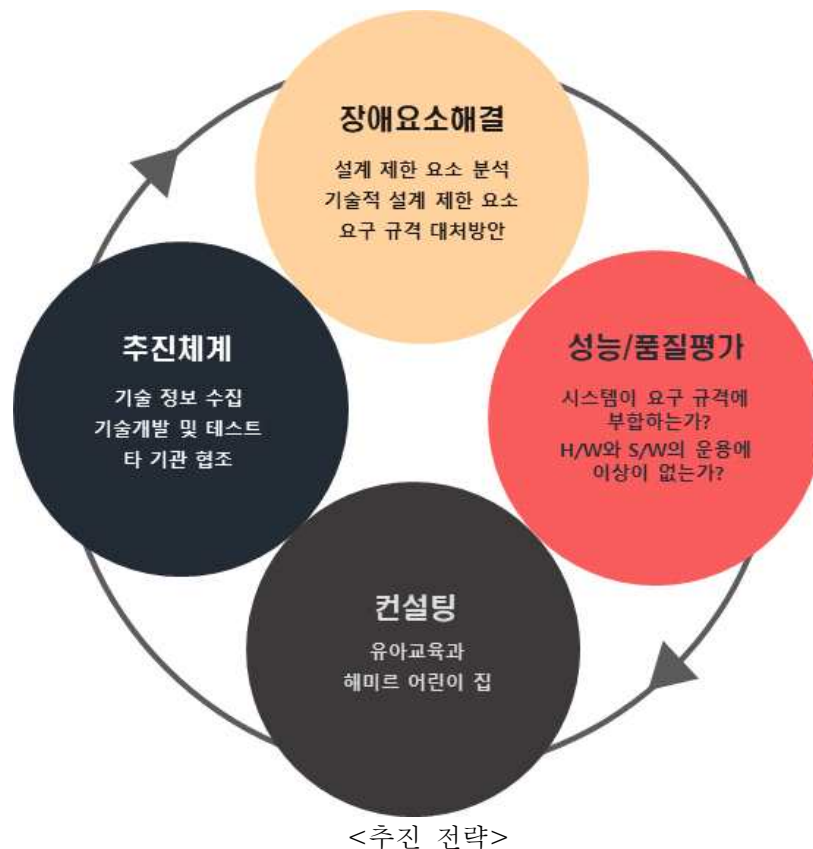 장애요소해결
설계 제한 요소 분석
기술적 설계 제한 요소
요구 규격 대처방안
추진체계
기술 정보 수집
기술개발 및 테스트
타 기관 협조
성능/품질평가
시스템이 요구 규격에
부합하는가?
H/W와 S/W의 운용에
이상이 없는가?
컨설팅
유아교육과
헤미르 어린이 집
<추진 전략>